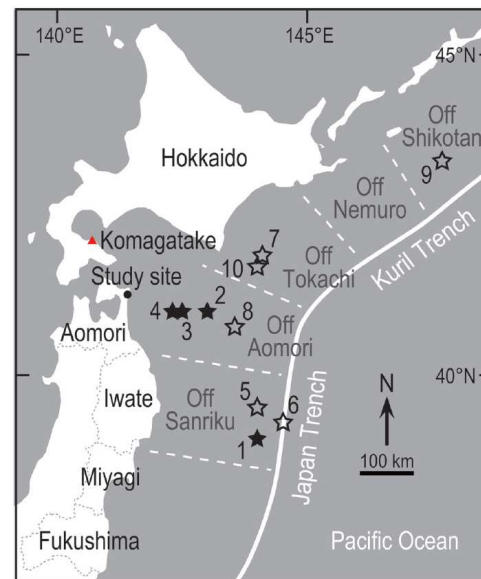 140°E
145°E
45°N
Off
Shikotan
9
Hokkaido
Off
Nemuro
Komagatake
7
10
Off
Tokachi
Kuril Trench
Study site
4
3
2
8
Off
Aomori
Aomori
40°N
Iwate
Off
Sanriku
5
6
1
N
Japan Trench
100 km
Miyagi
Fukushima
Pacific Ocean